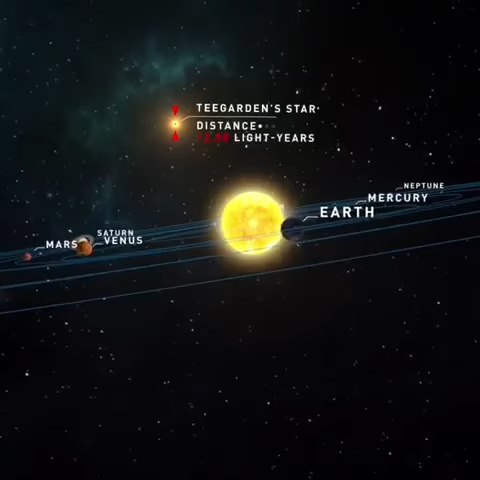 TEEGARDEN'S STAR
DISTANCE
LIGHT-YEARS
NEPTUNE
MERCURY
EARTH
SATURN
VENUS
MARS